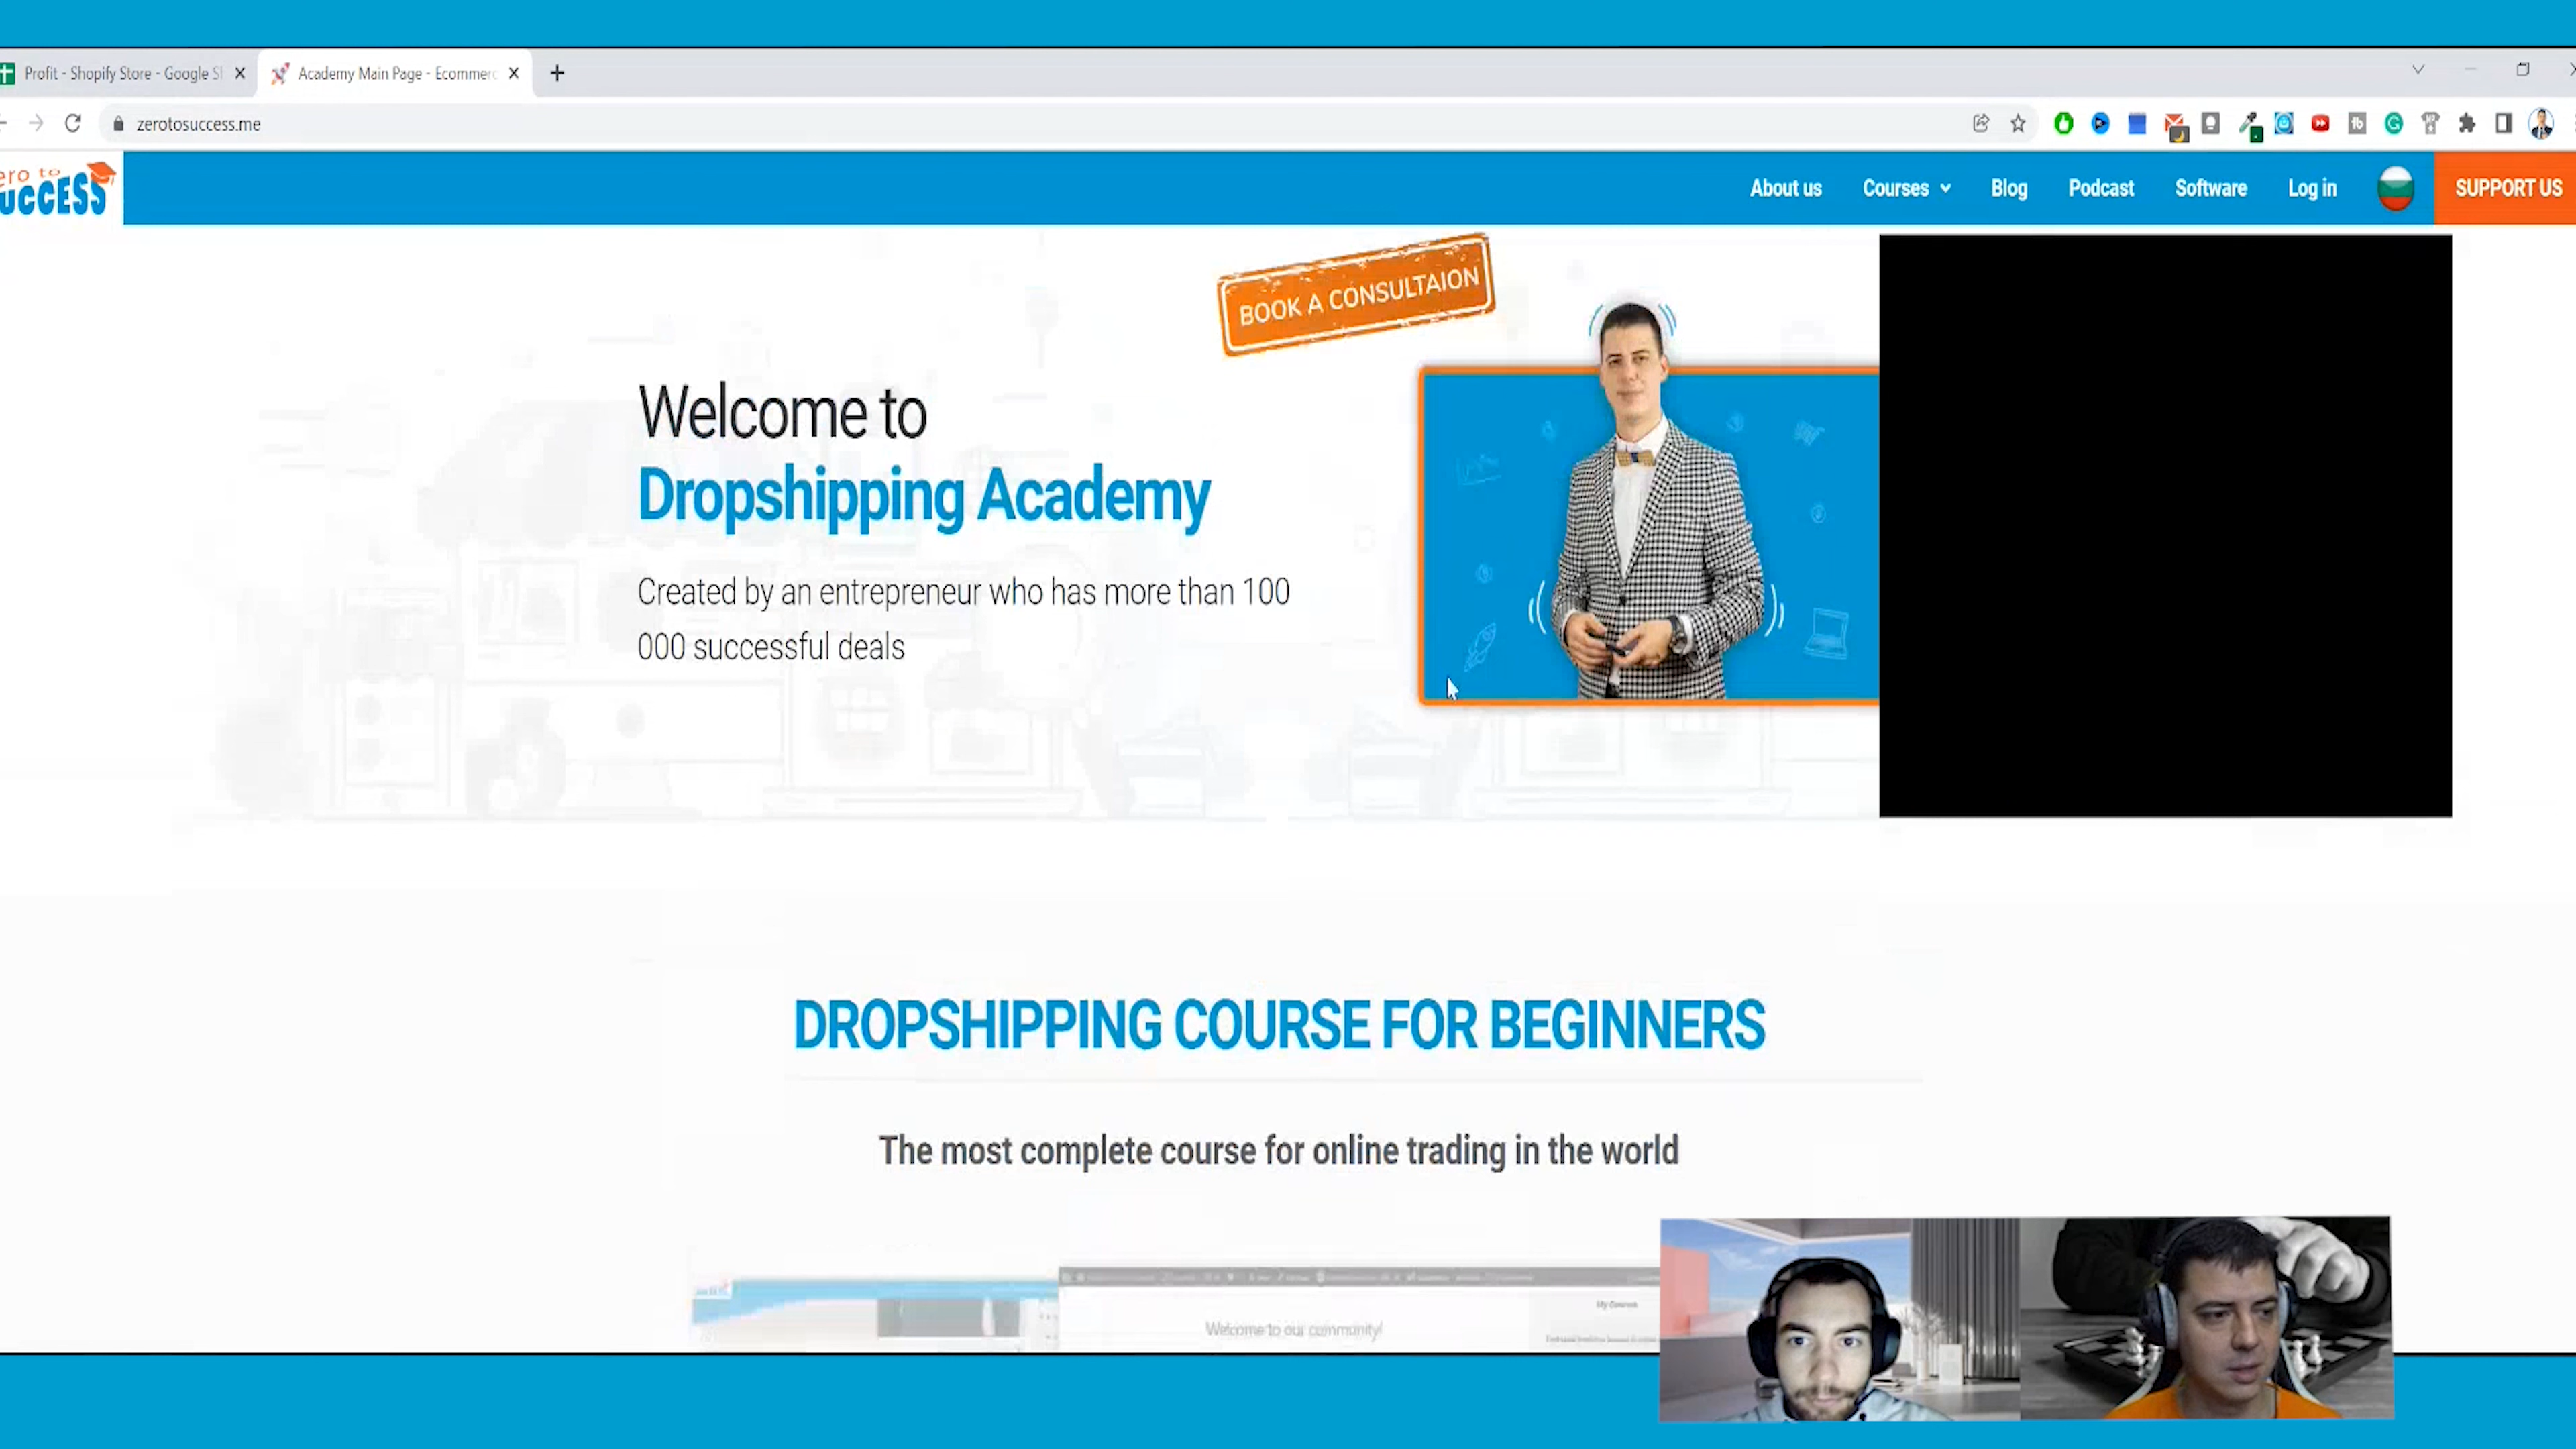 Profit - Shopify Store - Google S
Academy Main Page - Ecommerc
zerotosuccess.me
ero to
UCCESS
About us
Courses
Blog
Podcast
Software
Log in
SUPPORT US
BOOK A CONSULTAION
Welcome to
Dropshipping Academy
Created by an entrepreneur who has more than 100
000 successful deals
DROPSHIPPING COURSE FOR BEGINNERS
The most complete course for online trading in the world
My Courses
Welcome to our community!